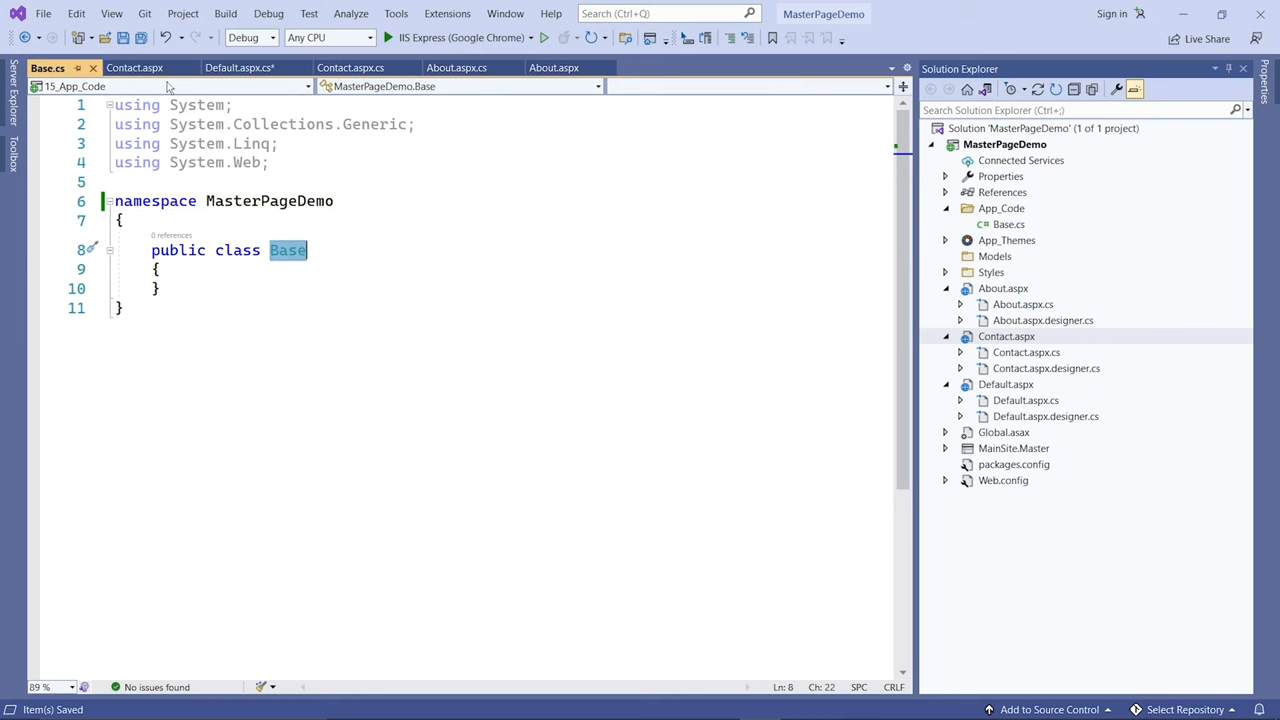 File Edit View Git Project Build Debug Test Analyze Tools Extensions Window Help Search (Ctrl+Q) MasterPageDemo Sign in
Debug Any CPU IIS Express (Google Chrome) Live Share
Server Explorer
Toolbox
Base.cs Contact.aspx Default.aspx.cs* Contact.aspx.cs About.aspx.cs About.aspx
15_App_Code MasterPageDemo.Base
1 using System;
2 using System.Collections.Generic;
3 using System.Linq;
4 using System.Web;
5
6 namespace MasterPageDemo
7 {
0 references
8 public class Base
9 {
10 }
11 }
89 % No issues found Ln: 8 Ch: 22 SPC CRLF
Solution Explorer
Search Solution Explorer (Ctrl+;)
Solution 'MasterPageDemo' (1 of 1 project)
MasterPageDemo
Connected Services
Properties
References
App_Code
Base.cs
App_Themes
Models
Styles
About.aspx
About.aspx.cs
About.aspx.designer.cs
Contact.aspx
Contact.aspx.cs
Contact.aspx.designer.cs
Default.aspx
Default.aspx.cs
Default.aspx.designer.cs
Global.asax
MainSite.Master
packages.config
Web.config
Properties
Item(s) Saved Add to Source Control Select Repository